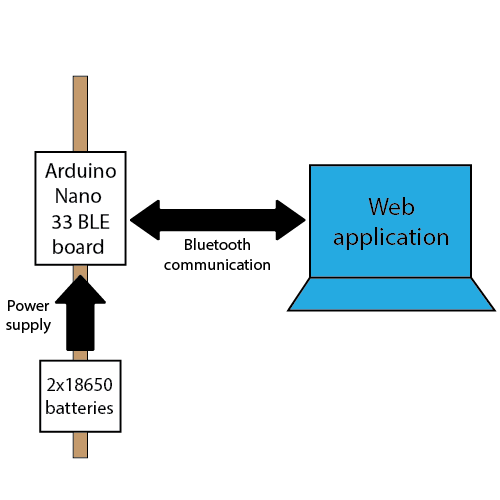 Arduino
Nano
33 BLE
board
Web
application
Bluetooth
communication
Power
supply
2x18650
batteries